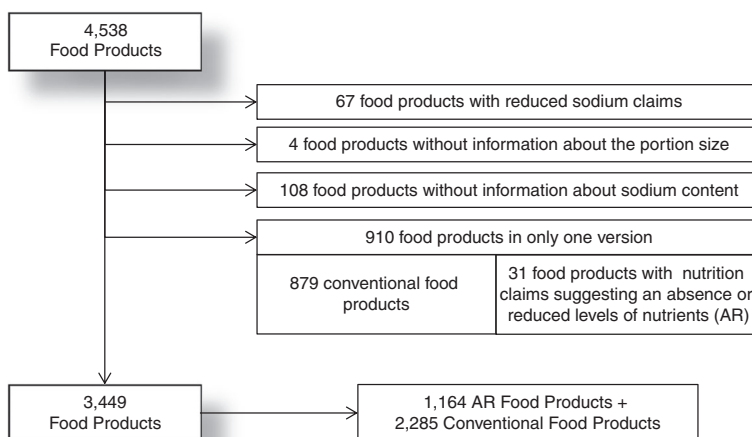 4,538
Food Products
67 food products with reduced sodium claims
4 food products without information about the portion size
108 food products without information about sodium content
910 food products in only one version
879 conventional food
products
31 food products with nutrition
claims suggesting an absence or
reduced levels of nutrients (AR)
3,449
Food Products
1,164 AR Food Products +
2,285 Conventional Food Products